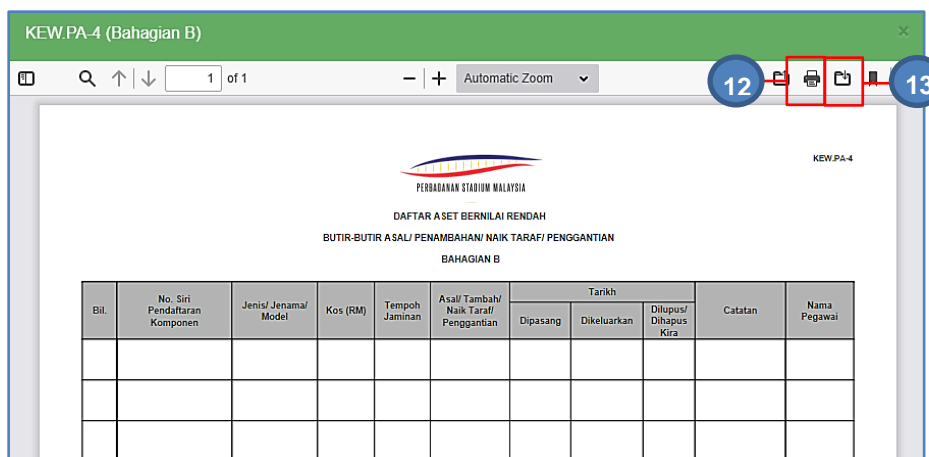 KEW.PA-4 (Bahagian B)
×
1 of 1
Automatic Zoom
12
13
KEW.PA-4
PERBADANAN STADIUM MALAYSIA
DAFTAR ASET BERNILAI RENDAH
BUTIR-BUTIR ASAL/ PENAMBAHAN/ NAIK TARAF/ PENGGANTIAN
BAHAGIAN B
Bil.
No. Siri
Pendaftaran
Komponen
Jenis/ Jenama/
Model
Kos (RM)
Tempoh
Jaminan
Asal/ Tambah/
Naik Taraf/
Penggantian
Tarikh
Dipasang
Dikeluarkan
Dilupus/
Dihapus
Kira
Catatan
Nama
Pegawai